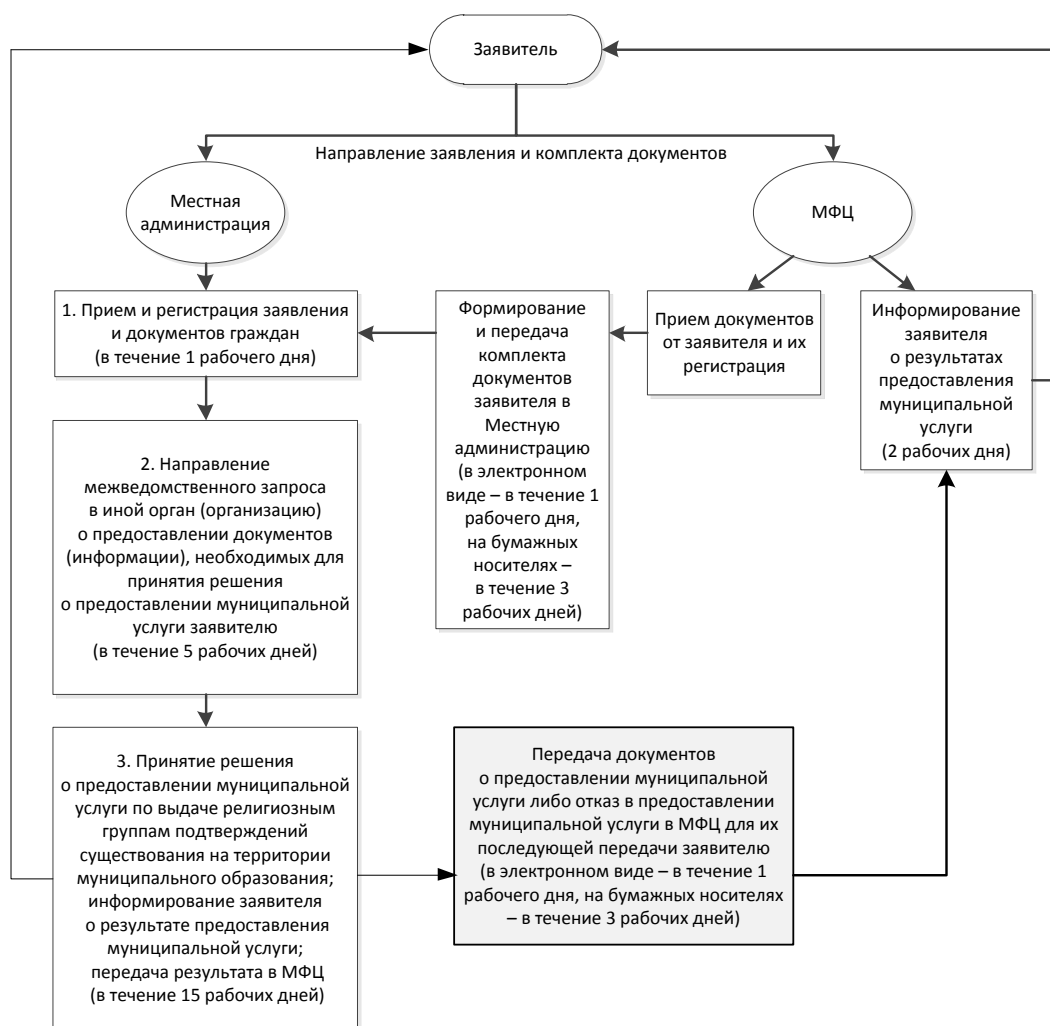 Заявитель
Направление заявления и комплекта документов
Местная
администрация
МФЦ
1. Прием и регистрация заявления
и документов граждан
(в течение 1 рабочего дня)
Формирование
и передача
комплекта
документов
заявителя в
Местную
администрацию
(в электронном
виде – в течение 1
рабочего дня,
на бумажных
носителях –
в течение 3
рабочих дней)
Прием документов
от заявителя и их
регистрация
Информирование
заявителя
о результатах
предоставления
муниципальной
услуги
(2 рабочих дня)
2. Направление
межведомственного запроса
в иной орган (организацию)
о предоставлении документов
(информации), необходимых для
принятия решения
о предоставлении муниципальной
услуги заявителю
(в течение 5 рабочих дней)
3. Принятие решения
о предоставлении муниципальной
услуги по выдаче религиозным
группам подтверждений
существования на территории
муниципального образования;
информирование заявителя
о результате предоставления
муниципальной услуги;
передача результата в МФЦ
(в течение 15 рабочих дней)
Передача документов
о предоставлении муниципальной
услуги либо отказ в предоставлении
муниципальной услуги в МФЦ для их
последующей передачи заявителю
(в электронном виде – в течение 1
рабочего дня, на бумажных носителях
– в течение 3 рабочих дней)